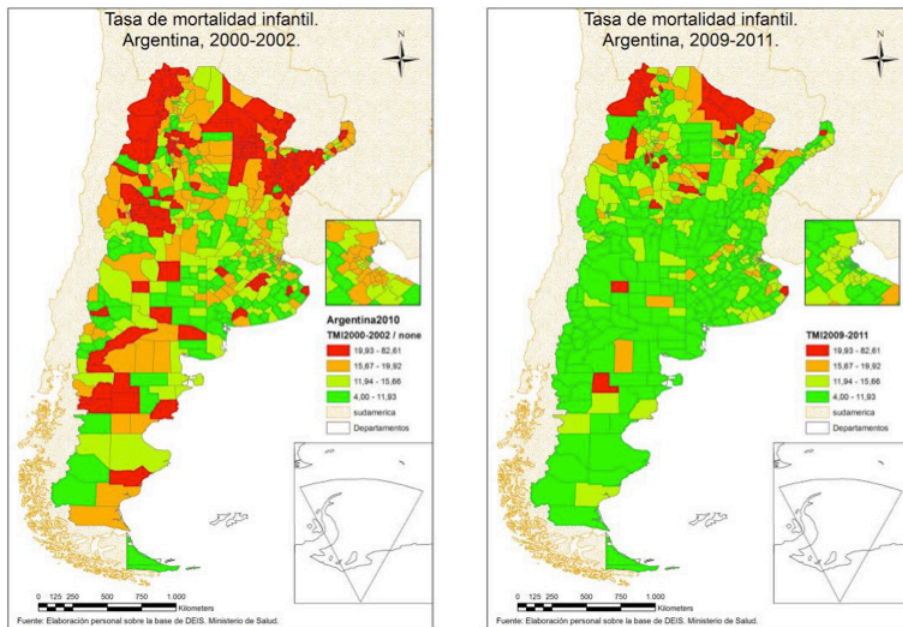 Tasa de mortalidad infantil.
Argentina, 2000-2002.
N
Argentina2010
TMI2000-2002 / none
19,93 - 82,61
15,67 - 19,92
11,94 - 15,66
4,00 - 11,93
sudamerica
Departamentos
0 125 250 500 750 1.000
Kilometers
Fuente: Elaboración personal sobre la base de DEIS. Ministerio de Salud.
Tasa de mortalidad infantil.
Argentina, 2009-2011.
N
TMI2009-2011
19,93 - 82,61
15,67 - 19,92
11,94 - 15,66
4,00 - 11,93
sudamerica
Departamentos
0 125 250 500 750 1.000
Kilometers
Fuente: Elaboración personal sobre la base de DEIS. Ministerio de Salud.